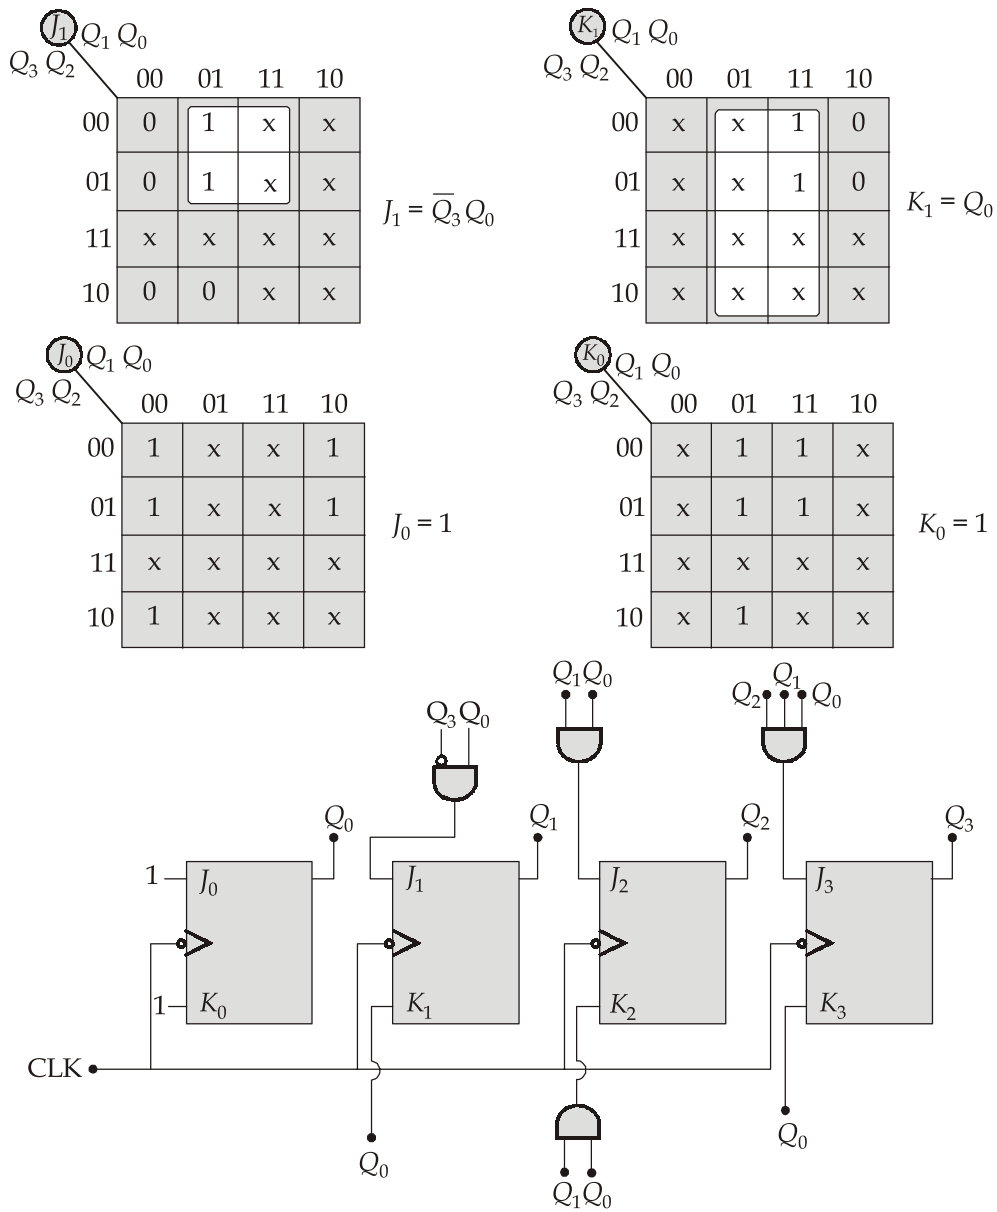 J₁ Q₁ Q₀
Q₃ Q₂
00 01 11 10
00 0 1 x x
01 0 1 x x
11 x x x x
10 0 0 x x
J₁ = Q̅₃ Q₀
K₁ Q₁ Q₀
Q₃ Q₂
00 01 11 10
00 x x 1 0
01 x x 1 0
11 x x x x
10 x x x x
K₁ = Q₀
J₀ Q₁ Q₀
Q₃ Q₂
00 01 11 10
00 1 x x 1
01 1 x x 1
11 x x x x
10 1 x x x
J₀ = 1
K₀ Q₁ Q₀
Q₃ Q₂
00 01 11 10
00 x 1 1 x
01 x 1 1 x
11 x x x x
10 x 1 x x
K₀ = 1
Q₃ Q₀
Q₁ Q₀
Q₂ Q₁ Q₀
Q₀
Q₁
Q₂
Q₃
1 J₀
J₁
J₂
J₃
1 K₀
K₁
K₂
K₃
CLK
Q₀
Q₁ Q₀
Q₀